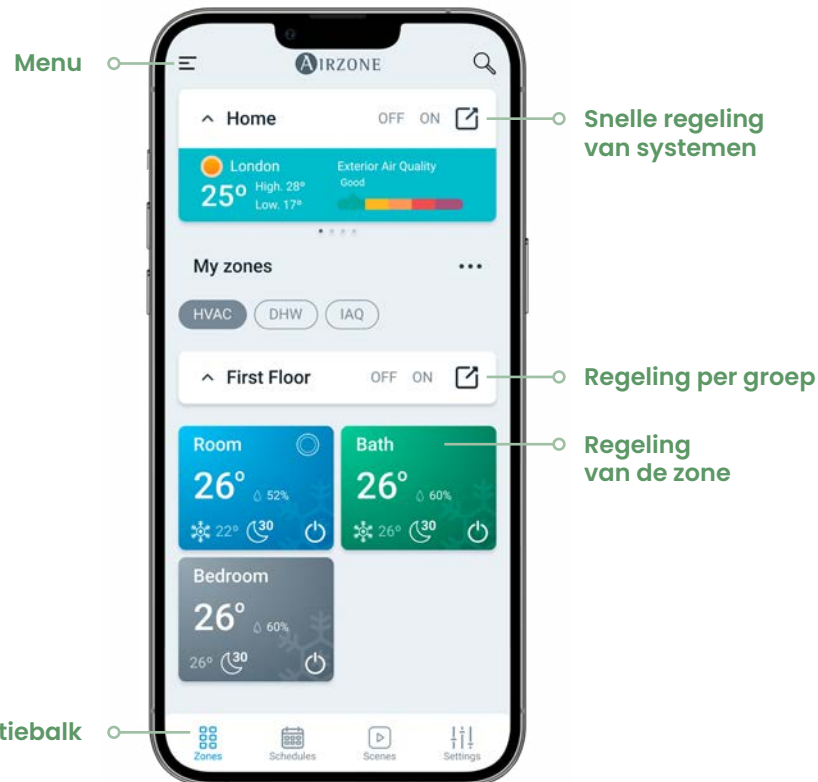 Menu
AIRZONE
Home OFF ON
Snelle regeling
van systemen
London
25° High. 28°
Low. 17°
Exterior Air Quality
Good
My zones
HVAC DHW IAQ
First Floor OFF ON
Regeling per groep
Room
26° 52%
22° 30
Bath
26° 60%
26° 30
Regeling
van de zone
Bedroom
26° 60%
26° 30
tiebalk
Zones Schedules Scenes Settings